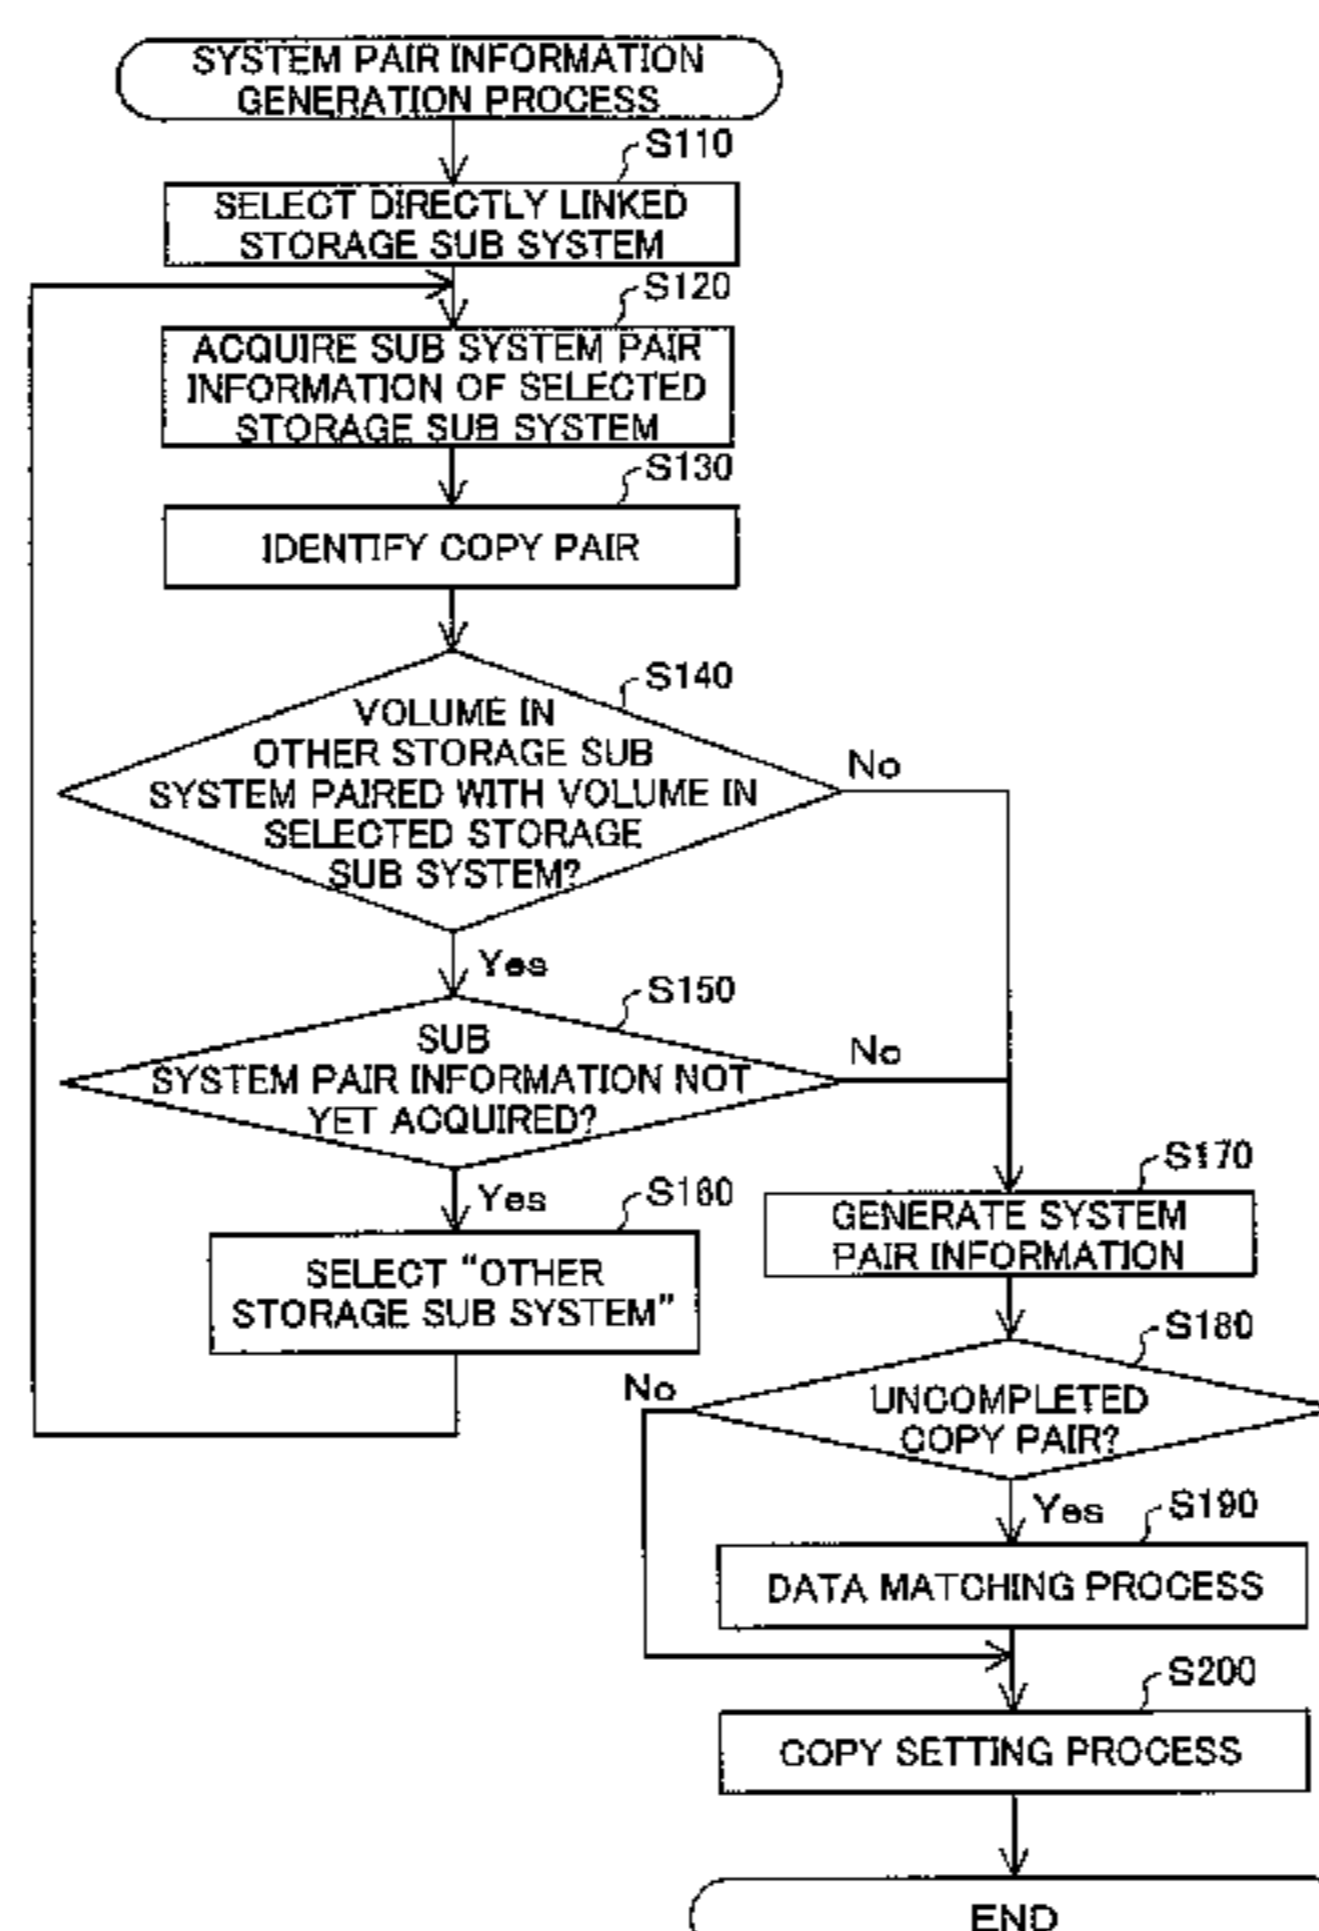 SYSTEM PAIR INFORMATION
GENERATION PROCESS
S110
SELECT DIRECTLY LINKED
STORAGE SUB SYSTEM
S120
ACQUIRE SUB SYSTEM PAIR
INFORMATION OF SELECTED
STORAGE SUB SYSTEM
S130
IDENTIFY COPY PAIR
S140
VOLUME IN
OTHER STORAGE SUB
SYSTEM PAIRED WITH VOLUME IN
SELECTED STORAGE
SUB SYSTEM?
No
Yes
S150
SUB
SYSTEM PAIR INFORMATION NOT
YET ACQUIRED?
No
Yes
S160
SELECT “OTHER
STORAGE SUB SYSTEM”
S170
GENERATE SYSTEM
PAIR INFORMATION
S180
UNCOMPLETED
COPY PAIR?
No
Yes
S190
DATA MATCHING PROCESS
S200
COPY SETTING PROCESS
END